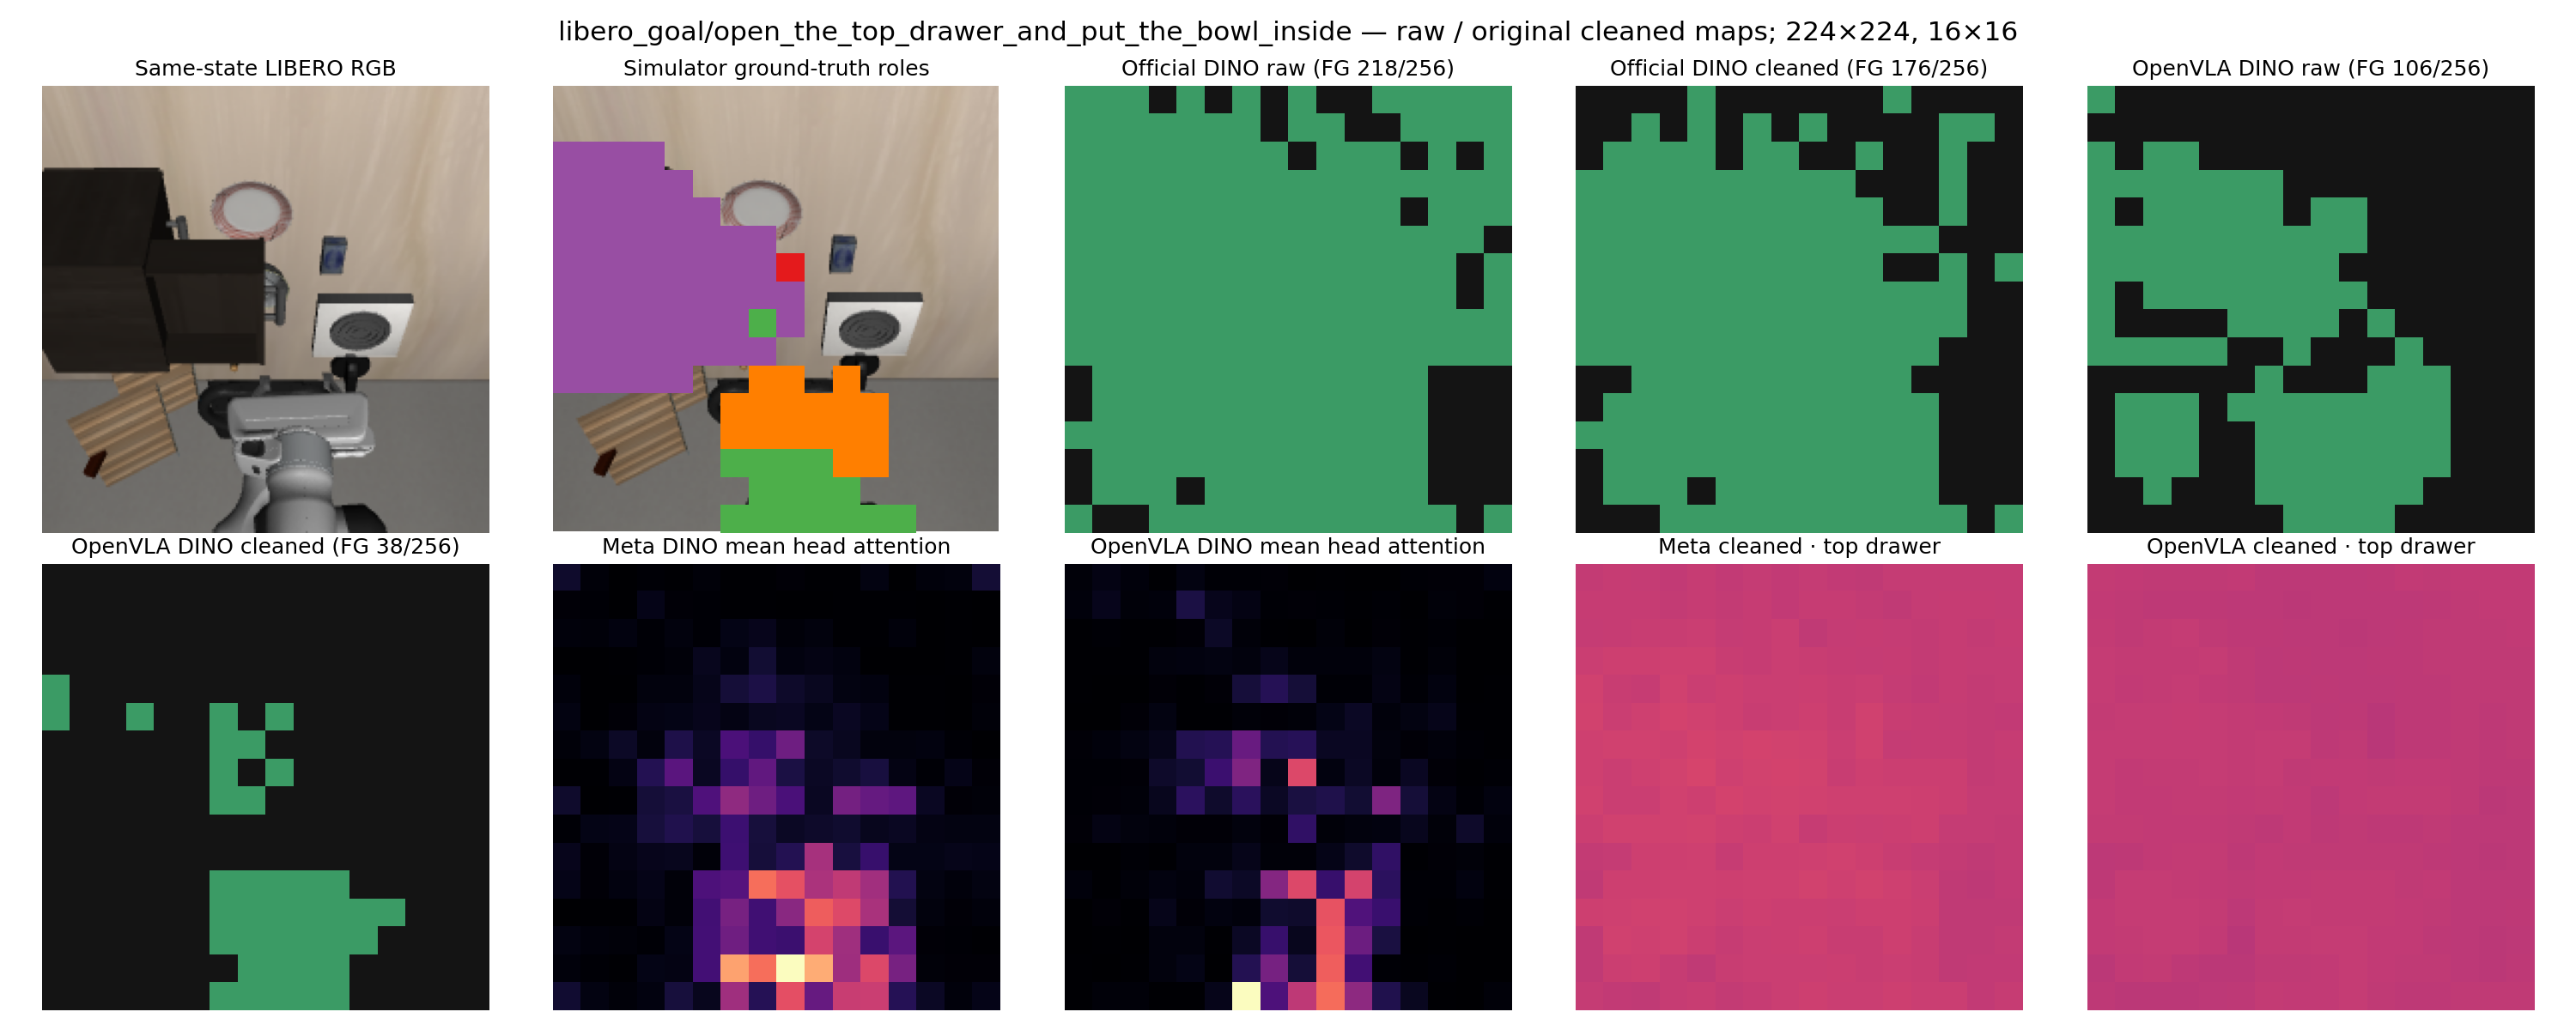 libero_goal/open_the_top_drawer_and_put_the_bowl_inside — raw / original cleaned maps; 224×224, 16×16
Same-state LIBERO RGB
Simulator ground-truth roles
Official DINO raw (FG 218/256)
Official DINO cleaned (FG 176/256)
OpenVLA DINO raw (FG 106/256)
OpenVLA DINO cleaned (FG 38/256)
Meta DINO mean head attention
OpenVLA DINO mean head attention
Meta cleaned · top drawer
OpenVLA cleaned · top drawer